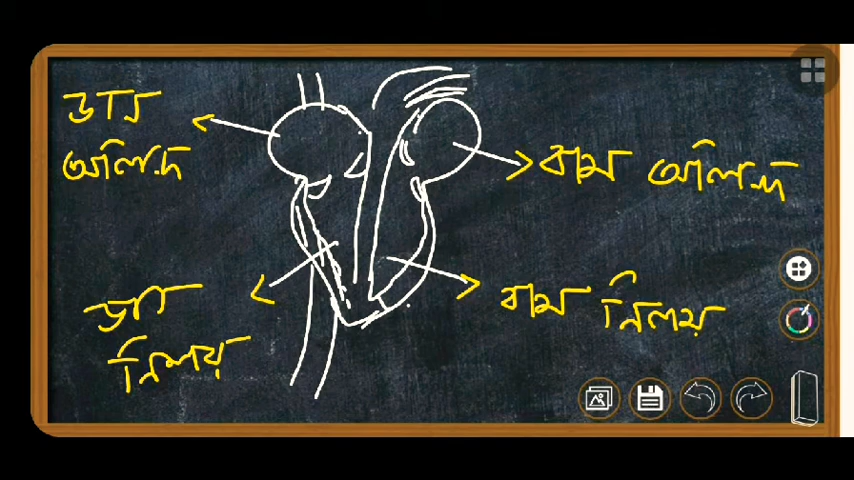 ডান
অলিন্দ
বাম অলিন্দ
ডান
নিলয়
বাম নিলয়